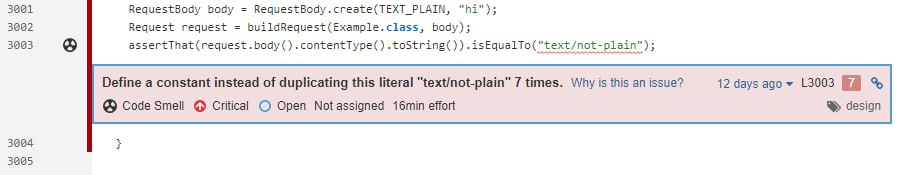 3001 RequestBody body = RequestBody.create(TEXT_PLAIN, "hi");
3002 Request request = buildRequest(Example.class, body);
3003 assertThat(request.body().contentType().toString()).isEqualTo("text/not-plain");
Define a constant instead of duplicating this literal "text/not-plain" 7 times. Why is this an issue? 12 days ago L3003 7
Code Smell Critical Open Not assigned 16min effort design
3004 }
3005